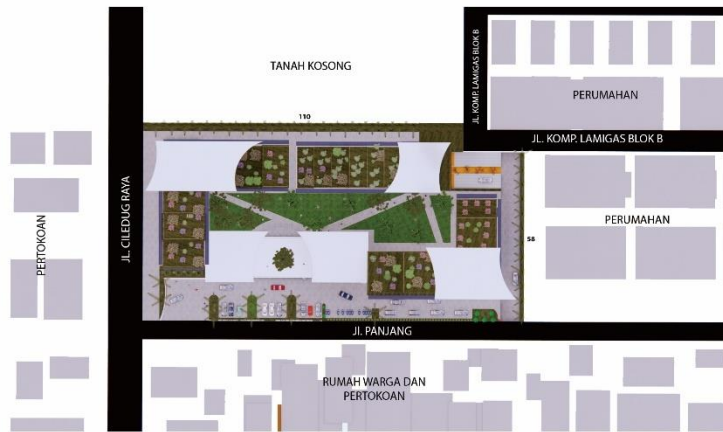 TANAH KOSONG
110
JL. KOMP. LAMIGAS BLOK B
PERUMAHAN
JL. KOMP. LAMIGAS BLOK B
JL. CILEDUG RAYA
PERTOKOAN
PERUMAHAN
58
Jl. PANJANG
RUMAH WARGA DAN
PERTOKOAN